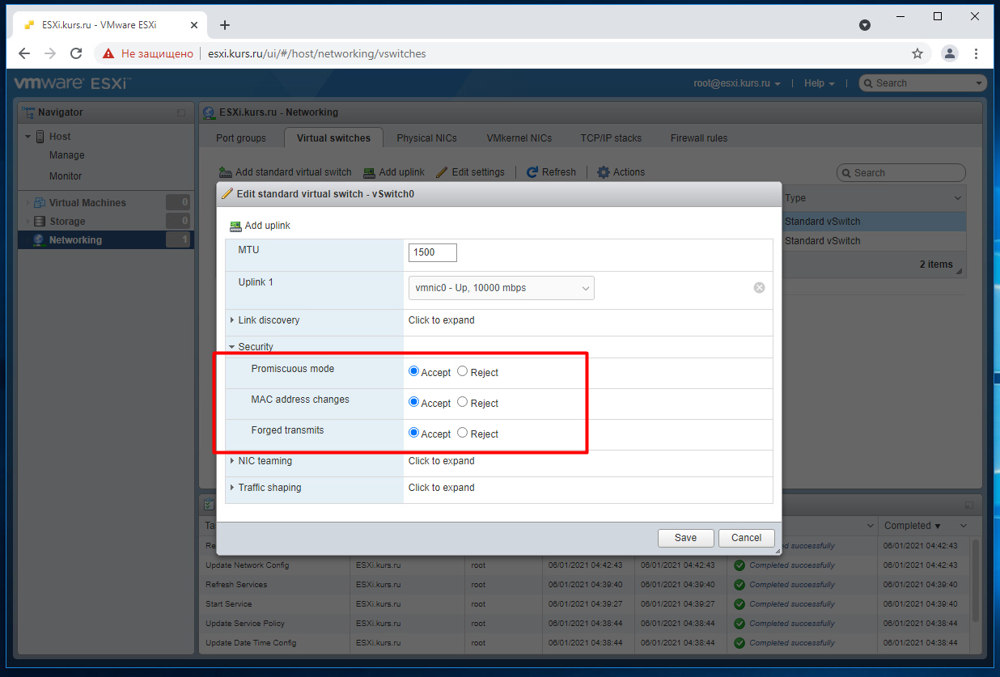 ESXi.kurs.ru - VMware ESXi
Не защищено esxi.kurs.ru/ui/#/host/networking/vswitches
vmware ESXi™ root@esxi.kurs.ru Help Search
Navigator
Host
Manage
Monitor
Virtual Machines 0
Storage 0
Networking 1
ESXi.kurs.ru - Networking
Port groups Virtual switches Physical NICs VMkernel NICs TCP/IP stacks Firewall rules
Add standard virtual switch Add uplink Edit settings Refresh Actions Search
Type
Standard vSwitch
Standard vSwitch
2 items
Edit standard virtual switch - vSwitch0
Add uplink
MTU 1500
Uplink 1 vmnic0 - Up, 10000 mbps
Link discovery Click to expand
Security
Promiscuous mode Accept Reject
MAC address changes Accept Reject
Forged transmits Accept Reject
NIC teaming Click to expand
Traffic shaping Click to expand
Save Cancel
Completed
successfully 06/01/2021 04:42:43
Update Network Config ESXi.kurs.ru root 06/01/2021 04:42:43 06/01/2021 04:42:43 Completed successfully 06/01/2021 04:42:43
Refresh Services ESXi.kurs.ru root 06/01/2021 04:39:40 06/01/2021 04:39:40 Completed successfully 06/01/2021 04:39:40
Start Service ESXi.kurs.ru root 06/01/2021 04:39:27 06/01/2021 04:39:27 Completed successfully 06/01/2021 04:39:40
Update Service Policy ESXi.kurs.ru root 06/01/2021 04:38:44 06/01/2021 04:38:44 Completed successfully 06/01/2021 04:38:44
Update Date Time Config ESXi.kurs.ru root 06/01/2021 04:38:44 06/01/2021 04:38:44 Completed successfully 06/01/2021 04:38:44